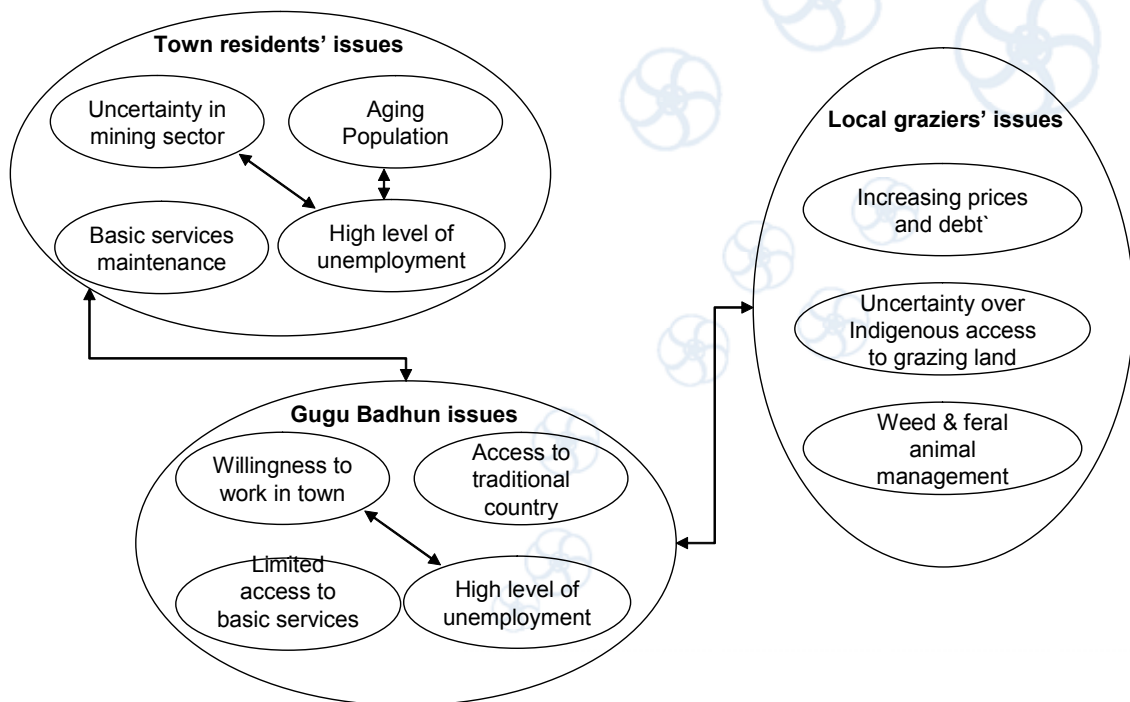 Town residents’ issues
Uncertainty in
mining sector
Aging
Population
Basic services
maintenance
High level of
unemployment
Local graziers’ issues
Increasing prices
and debt`
Uncertainty over
Indigenous access
to grazing land
Weed & feral
animal
management
Gugu Badhun issues
Willingness to
work in town
Access to
traditional
country
Limited
access to
basic services
High level of
unemployment